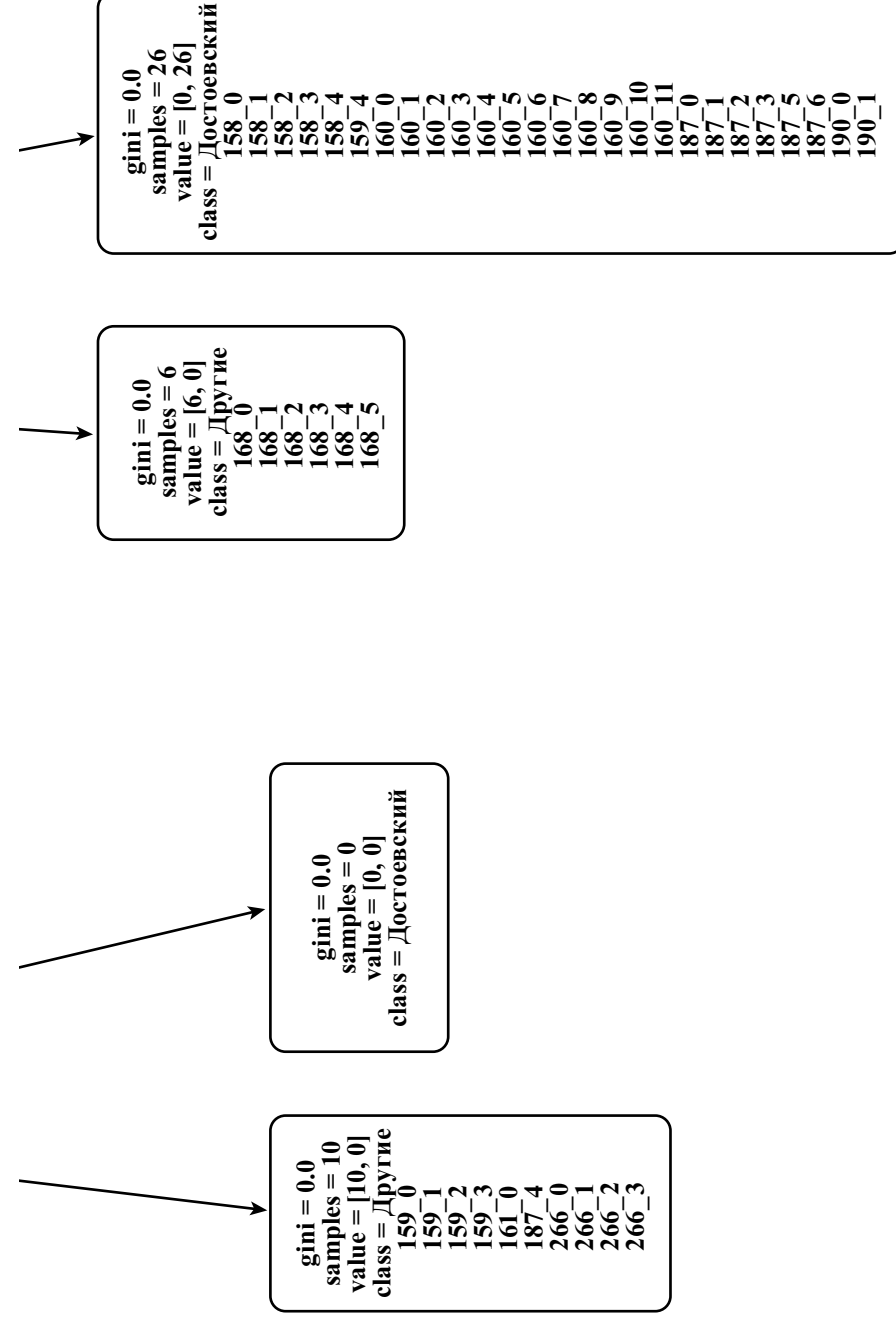 gini = 0.0
samples = 10
value = [10, 0]
class = Другие
159_0
159_1
159_2
159_3
161_0
187_4
266_0
266_1
266_2
266_3
gini = 0.0
samples = 0
value = [0, 0]
class = Достоевский
gini = 0.0
samples = 6
value = [6, 0]
class = Другие
168_0
168_1
168_2
168_3
168_4
168_5
gini = 0.0
samples = 26
value = [0, 26]
class = Достоевский
158_0
158_1
158_2
158_3
158_4
159_4
160_0
160_1
160_2
160_3
160_4
160_5
160_6
160_7
160_8
160_9
160_10
160_11
187_0
187_1
187_2
187_3
187_5
187_6
190_0
190_1